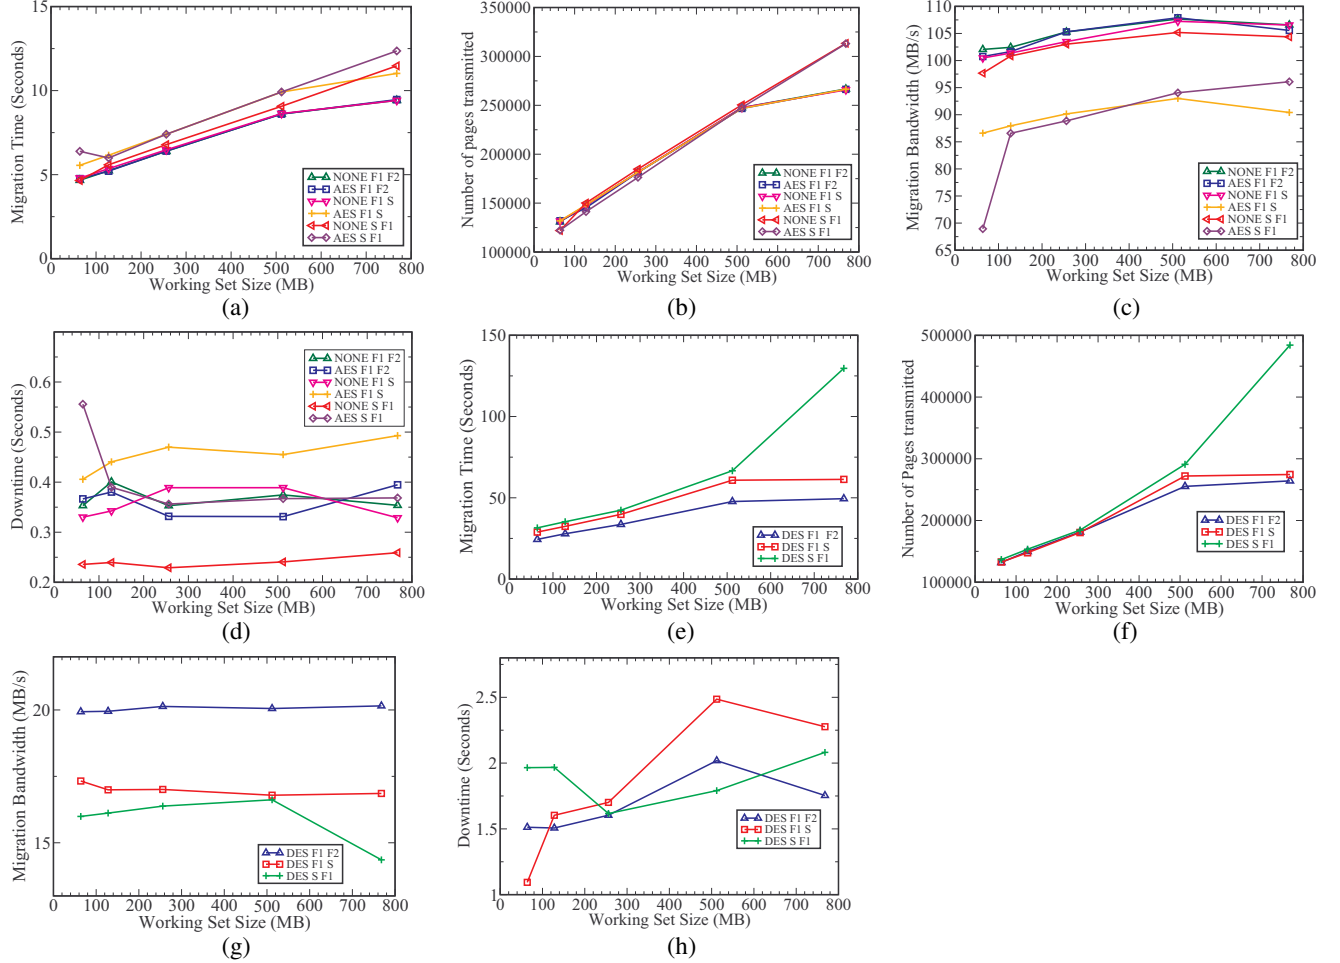 15
10
5
0
Migration Time (Seconds)
NONE F1 F2
AES F1 F2
NONE F1 S
AES F1 S
NONE S F1
AES S F1
0 100 200 300 400 500 600 700 800
Working Set Size (MB)
(a)
350000
300000
250000
200000
150000
100000
Number of pages transmitted
NONE F1 F2
AES F1 F2
NONE F1 S
AES F1 S
NONE S F1
AES S F1
0 100 200 300 400 500 600 700 800
Working Set Size (MB)
(b)
110
105
100
95
90
85
80
75
70
65
Migration Bandwidth (MB/s)
NONE F1 F2
AES F1 F2
NONE F1 S
AES F1 S
NONE S F1
AES S F1
0 100 200 300 400 500 600 700 800
Working Set Size (MB)
(c)
0.6
0.5
0.4
0.3
0.2
Downtime (Seconds)
NONE F1 F2
AES F1 F2
NONE F1 S
AES F1 S
NONE S F1
AES S F1
0 100 200 300 400 500 600 700 800
Working Set Size (MB)
(d)
150
100
50
0
Migration Time (Seconds)
DES F1 F2
DES F1 S
DES S F1
0 100 200 300 400 500 600 700 800
Working Set Size (MB)
(e)
500000
400000
300000
200000
100000
Number of Pages transmitted
DES F1 F2
DES F1 S
DES S F1
0 100 200 300 400 500 600 700 800
Working Set Size (MB)
(f)
20
15
Migration Bandwidth (MB/s)
DES F1 F2
DES F1 S
DES S F1
0 100 200 300 400 500 600 700 800
Working Set Size (MB)
(g)
2.5
2
1.5
1
Downtime (Seconds)
DES F1 F2
DES F1 S
DES S F1
0 100 200 300 400 500 600 700 800
Working Set Size (MB)
(h)